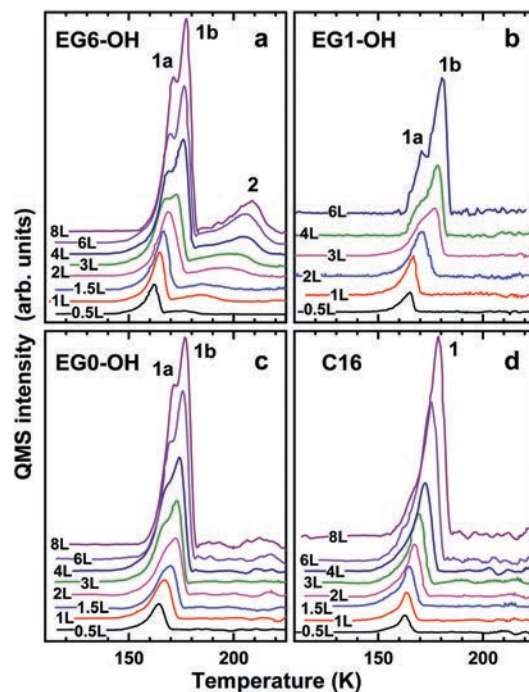 EG6-OH 1b a
1a
2
8L
6L
4L
3L
2L
1.5L
1L
0.5L
EG1-OH b
1b
1a
6L
4L
3L
2L
1L
0.5L
EG0-OH 1b c
1a
8L
6L
4L
3L
2L
1.5L
1L
0.5L
C16 1 d
8L
6L
4L
3L
2L
1.5L
1L
0.5L
QMS intensity (arb. units)
160 200 160 200
Temperature (K)